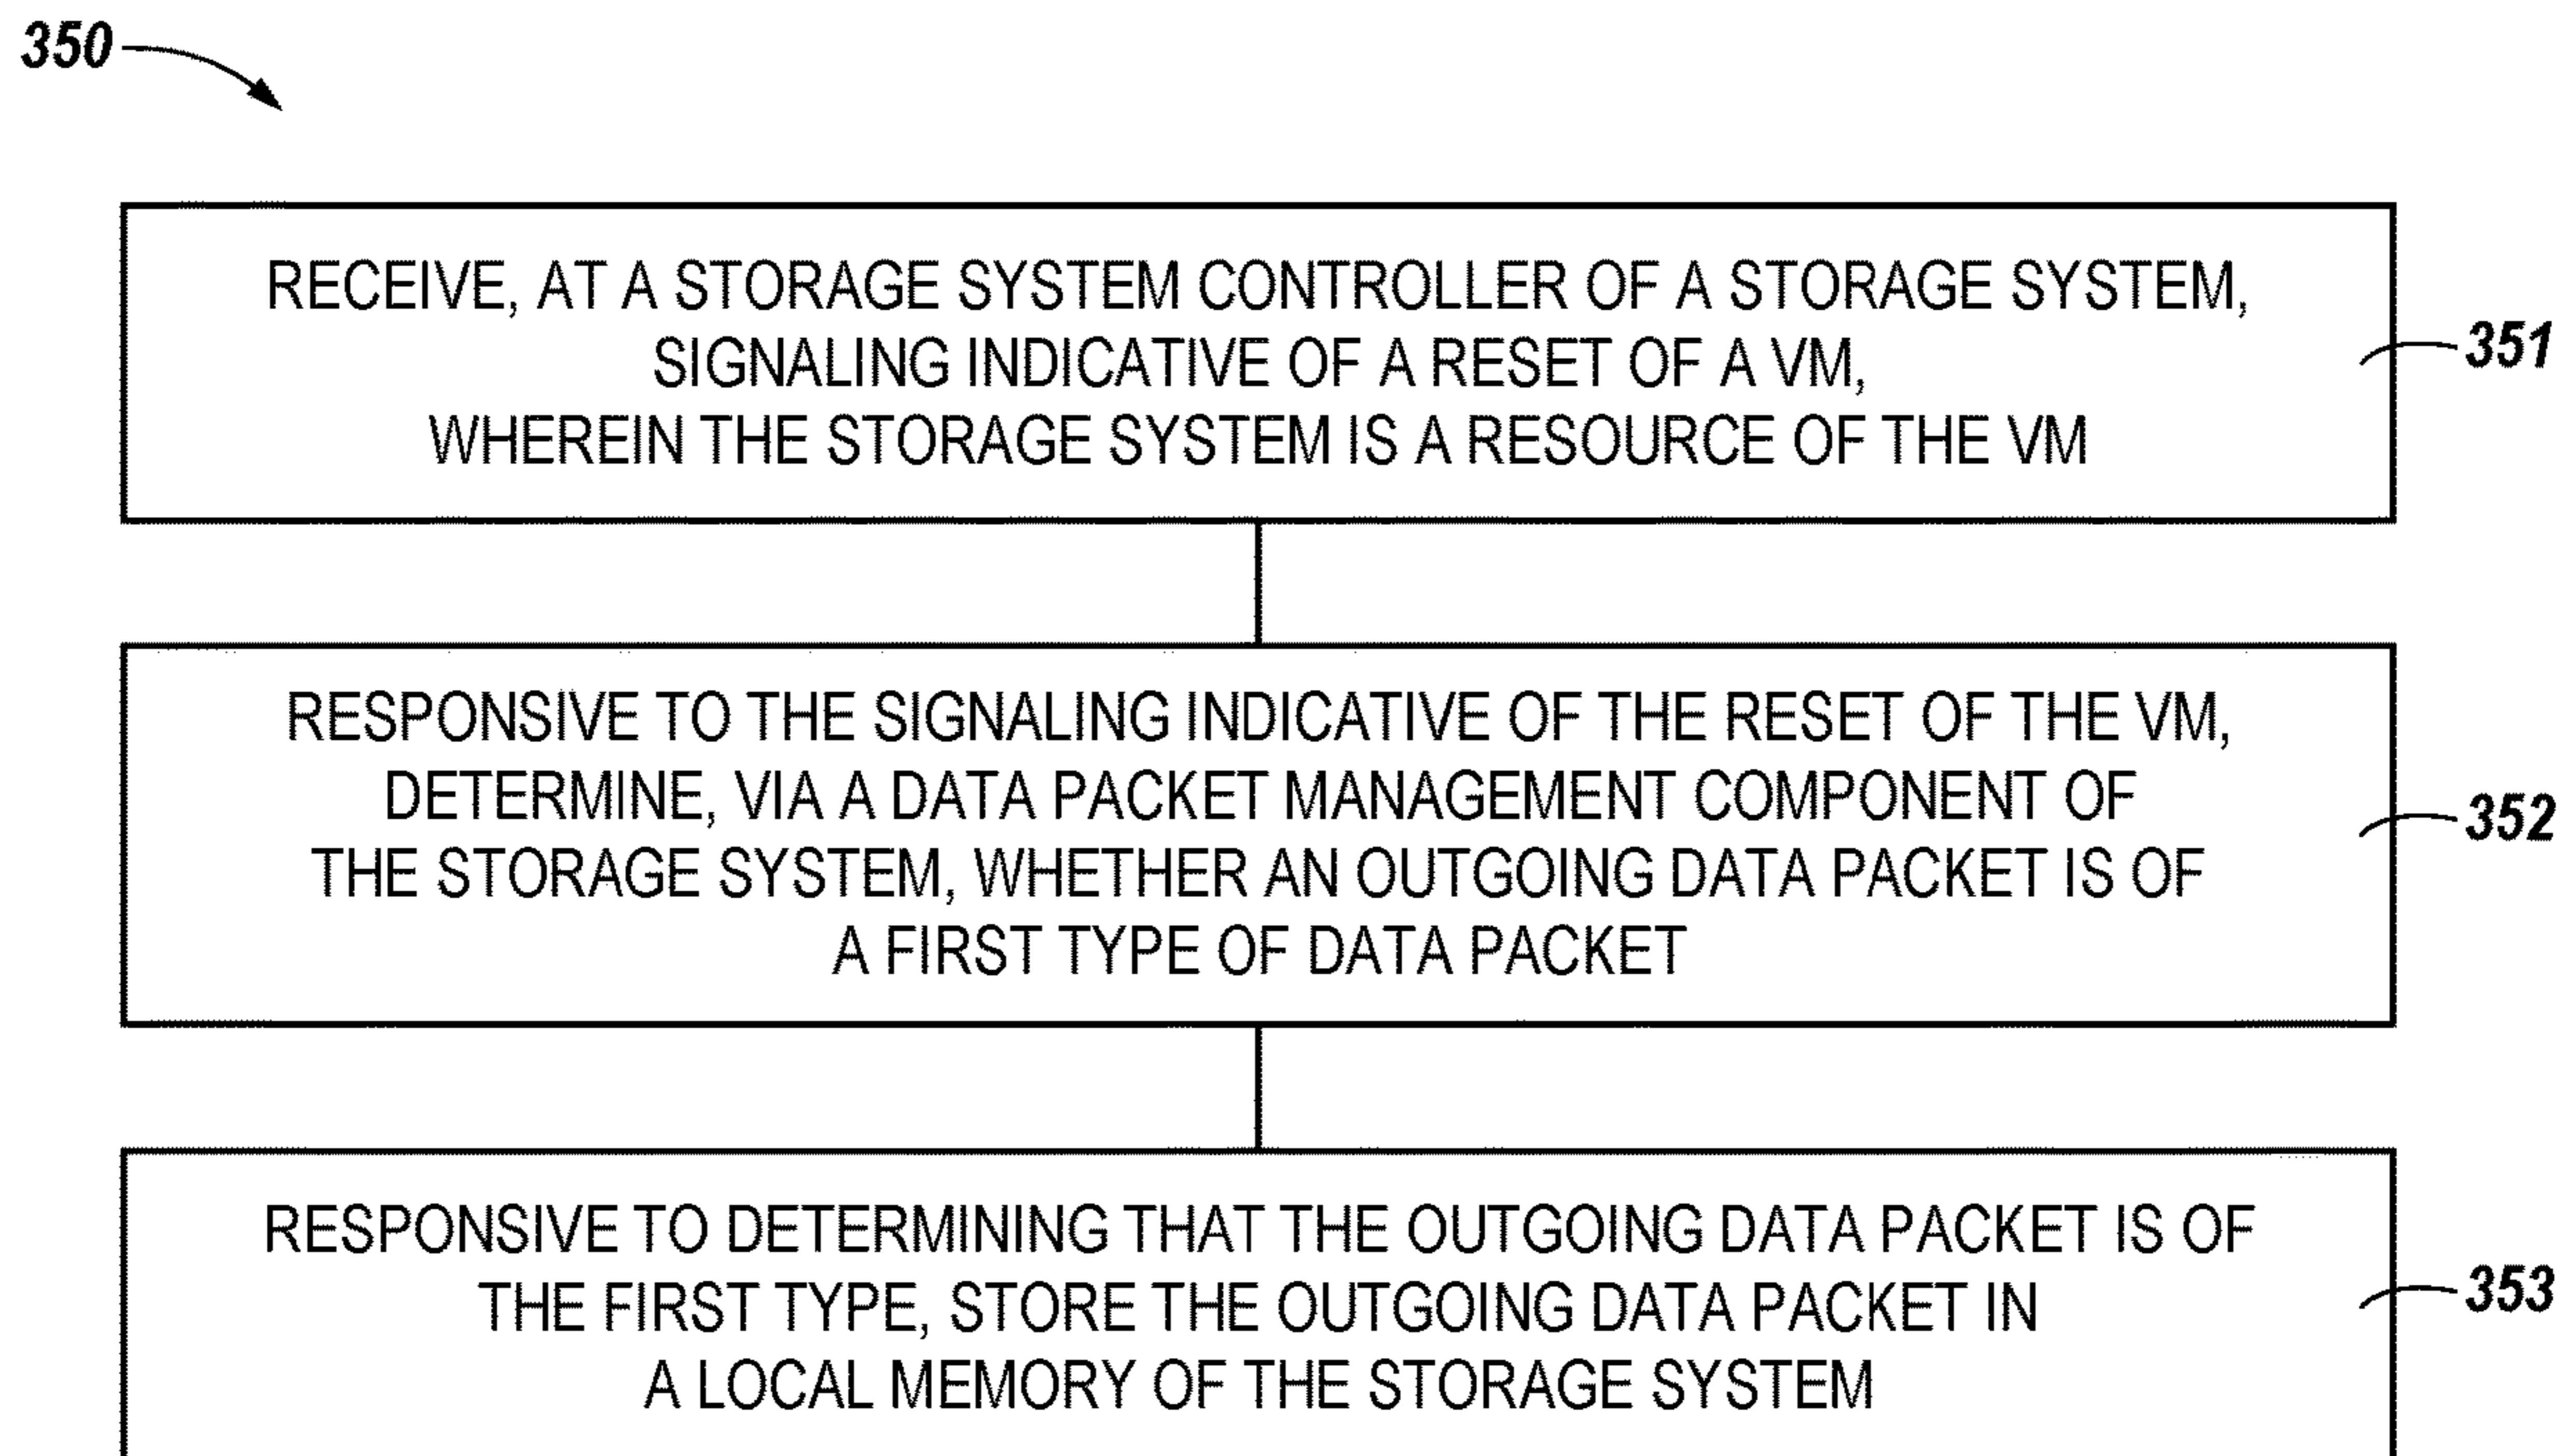 350
RECEIVE, AT A STORAGE SYSTEM CONTROLLER OF A STORAGE SYSTEM,
SIGNALING INDICATIVE OF A RESET OF A VM,
WHEREIN THE STORAGE SYSTEM IS A RESOURCE OF THE VM
351
RESPONSIVE TO THE SIGNALING INDICATIVE OF THE RESET OF THE VM,
DETERMINE, VIA A DATA PACKET MANAGEMENT COMPONENT OF
THE STORAGE SYSTEM, WHETHER AN OUTGOING DATA PACKET IS OF
A FIRST TYPE OF DATA PACKET
352
RESPONSIVE TO DETERMINING THAT THE OUTGOING DATA PACKET IS OF
THE FIRST TYPE, STORE THE OUTGOING DATA PACKET IN
A LOCAL MEMORY OF THE STORAGE SYSTEM
353